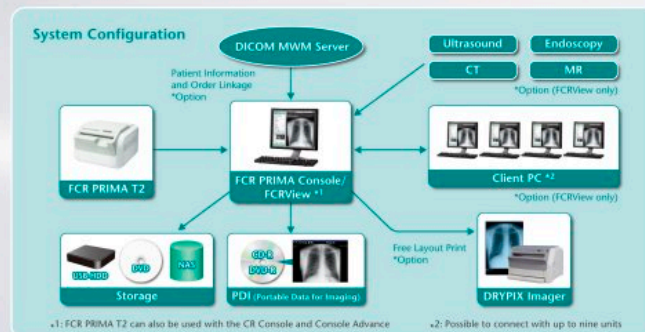 System Configuration
DICOM MWM Server
Ultrasound
Endoscopy
CT
MR
*Option (FCRView only)
Patient Information
and Order Linkage
*Option
FCR PRIMA T2
FCR PRIMA Console/
FCRView *1
Client PC *2
*Option (FCRView only)
USB-HDD
DVD
NAS
Storage
CD-R
DVD-R
PDI (Portable Data for Imaging)
Free Layout Print
*Option
DRYPIX Imager
*1: FCR PRIMA T2 can also be used with the CR Console and Console Advance
*2: Possible to connect with up to nine units